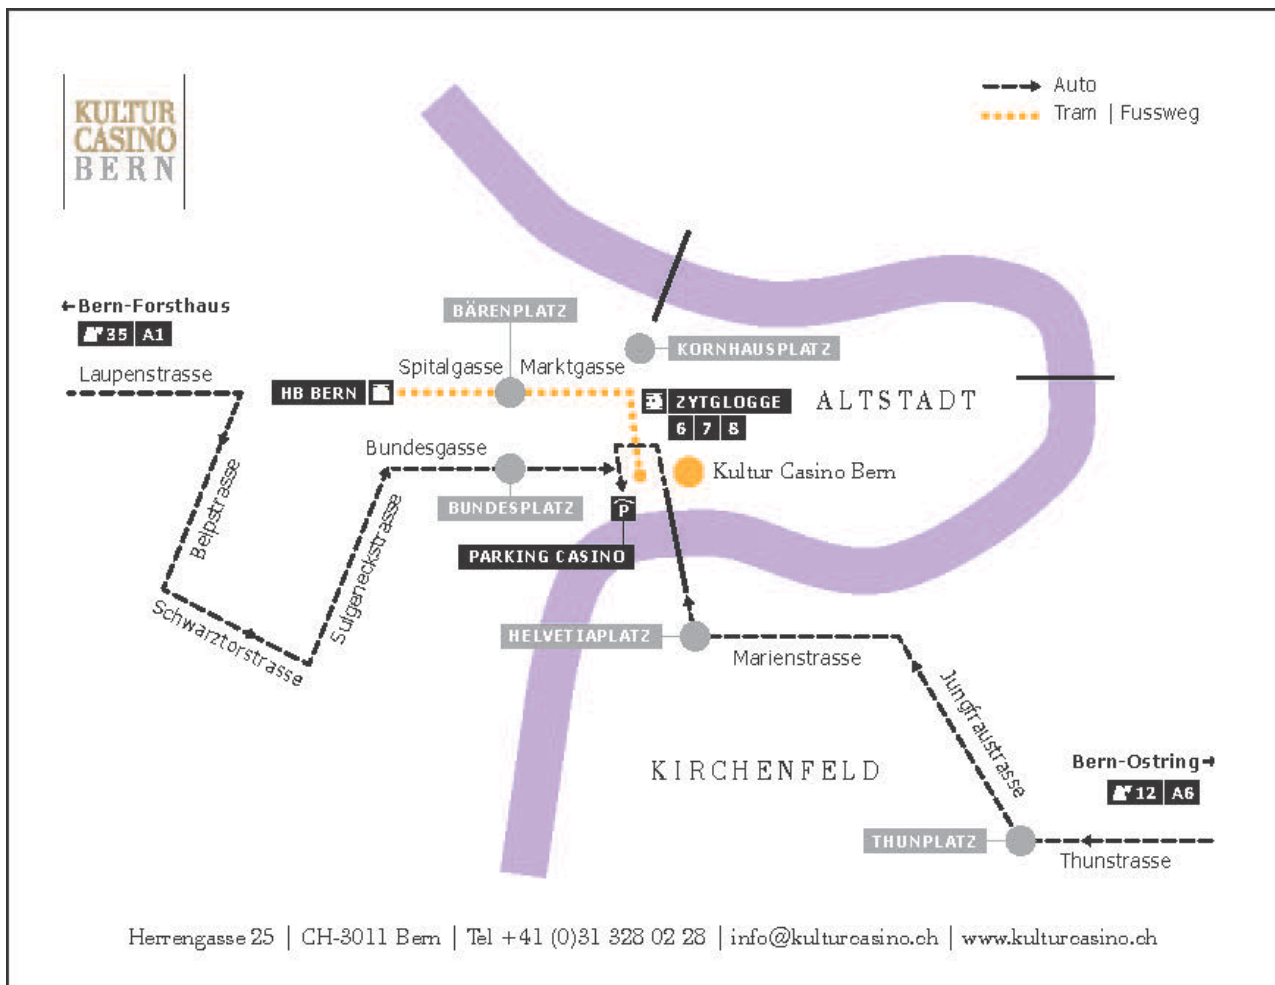 KULTUR
CASINO
BERN
Auto
Tram | Fussweg
Bern-Forsthaus
35 A1
Laupenstrasse
BÄRENPLATZ
Spitalgasse Marktgasse
KORNHAUSPLATZ
HB BERN
ZYTGLOGGE
6 7 8
ALTSTADT
Bundesgasse
Kultur Casino Bern
BUNDESPLATZ
P
PARKING CASINO
Belpstrasse
Sulgeneckstrasse
Schwarztorstrasse
HELVETIAPLATZ
Marienstrasse
Jungfraustrasse
KIRCHENFELD
Bern-Ostring
12 A6
THUNPLATZ
Thunstrasse
Herrengasse 25 | CH-3011 Bern | Tel +41 (0)31 328 02 28 | info@kulturcasino.ch | www.kulturcasino.ch